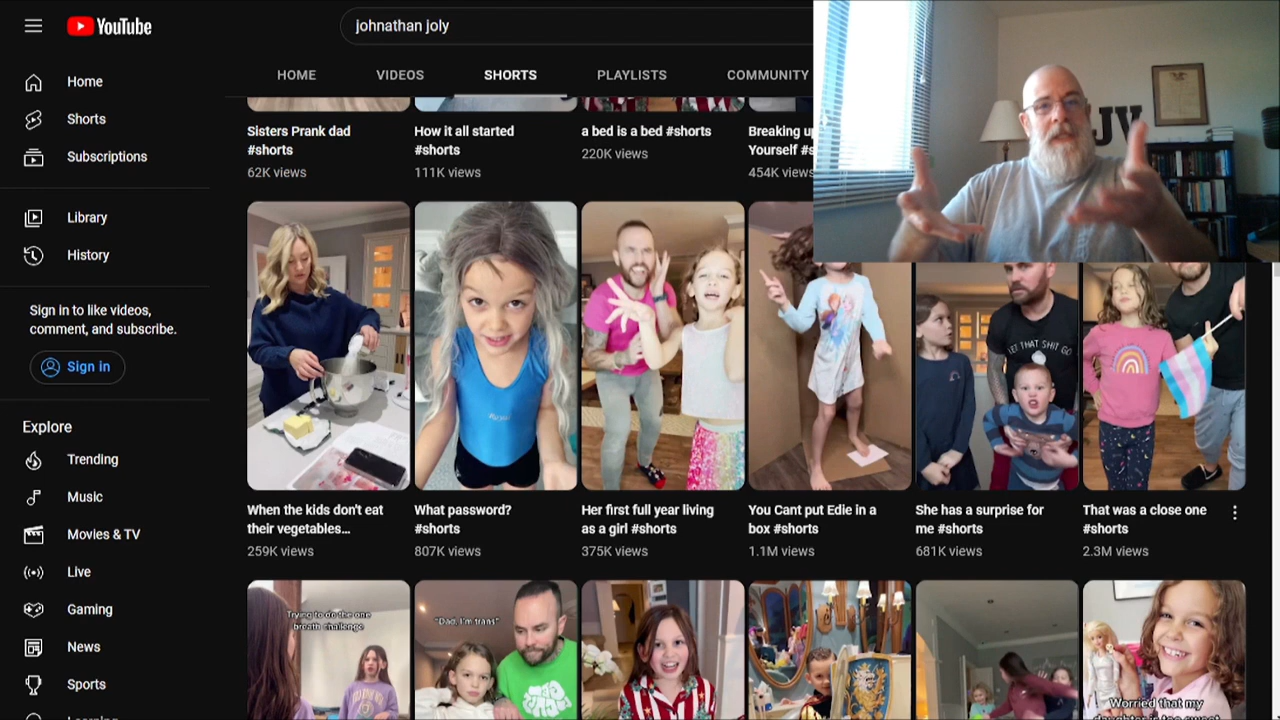 YouTube
johnathan joly
HOME
VIDEOS
SHORTS
PLAYLISTS
COMMUNITY
Home
Shorts
Subscriptions
Library
History
Sign in to like videos,
comment, and subscribe.
Sign in
Explore
Trending
Music
Movies & TV
Live
Gaming
News
Sports
Sisters Prank dad
#shorts
62K views
How it all started
#shorts
111K views
a bed is a bed #shorts
220K views
Breaking
Yourself
454K views
JV
LET THAT SHIT GO
When the kids don't eat
their vegetables...
259K views
What password?
#shorts
807K views
Her first full year living
as a girl #shorts
375K views
You Cant put Edie in a
box #shorts
1.1M views
She has a surprise for
me #shorts
681K views
That was a close one
#shorts
2.3M views
Trying to do the one
breath challenge
"Dad, I'm trans"
Worried that my